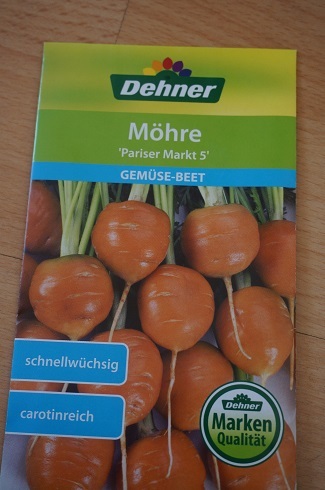 Dehner
Möhre
'Pariser Markt 5'
GEMÜSE-BEET
schnellwüchsig
carotinreich
Dehner
Marken
Qualität